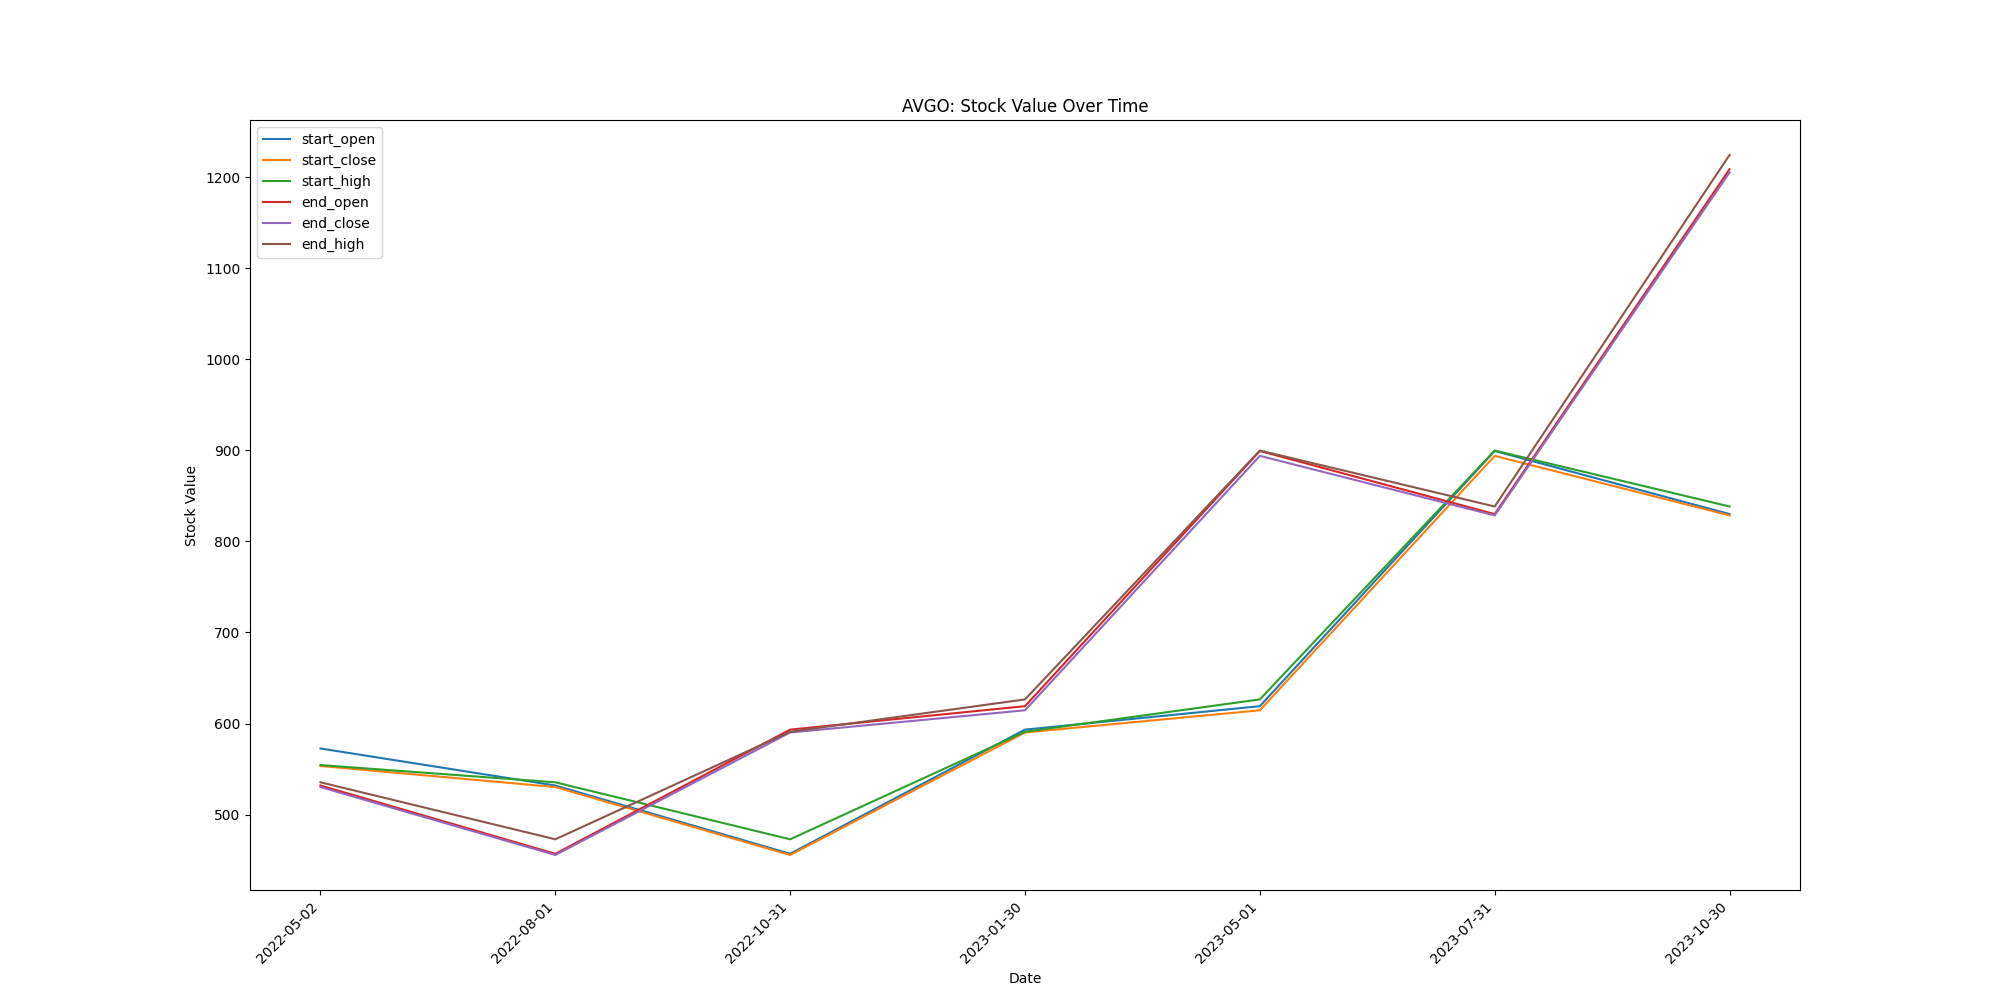 AVGO: Stock Value Over Time
start_open
start_close
start_high
end_open
end_close
end_high
1200
1100
1000
900
800
700
600
500
Stock Value
2022-05-02
2022-08-01
2022-10-31
2023-01-30
2023-05-01
2023-07-31
2023-10-30
Date